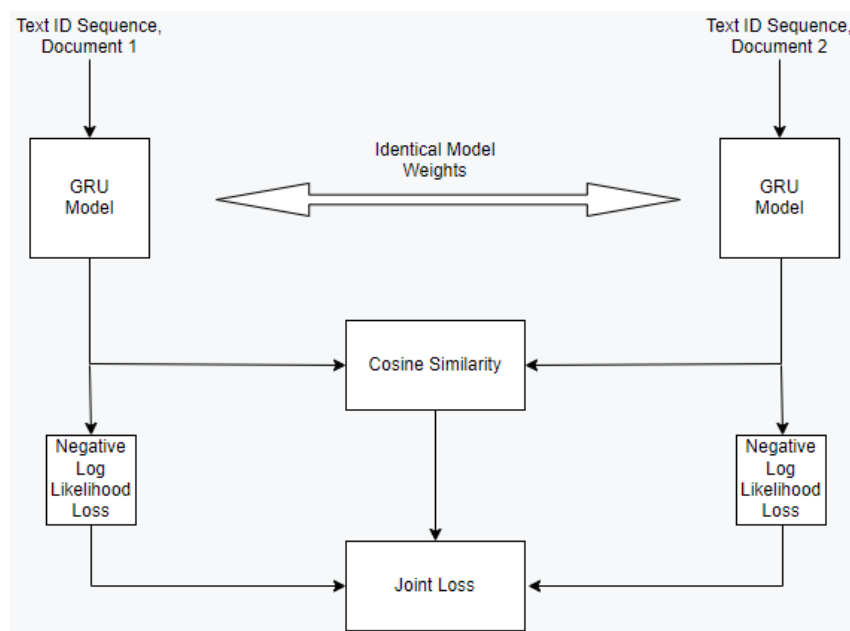 Text ID Sequence,
Document 1
Text ID Sequence,
Document 2
GRU
Model
Identical Model
Weights
GRU
Model
Cosine Similarity
Negative
Log
Likelihood
Loss
Negative
Log
Likelihood
Loss
Joint Loss